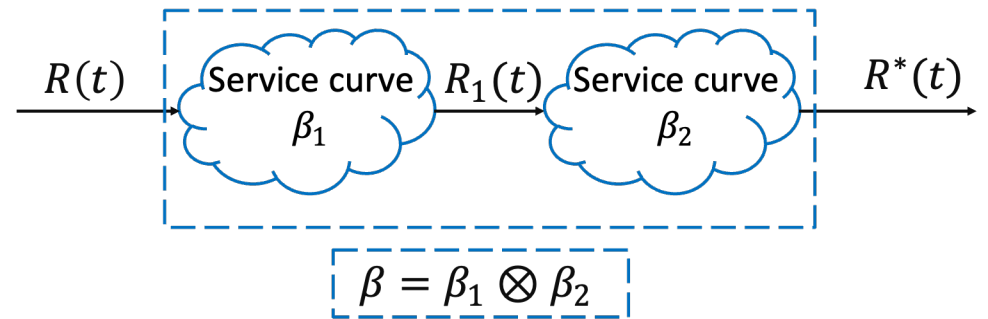 R(t)
Service curve
β₁
R₁(t)
Service curve
β₂
R*(t)
β = β₁ ⊗ β₂